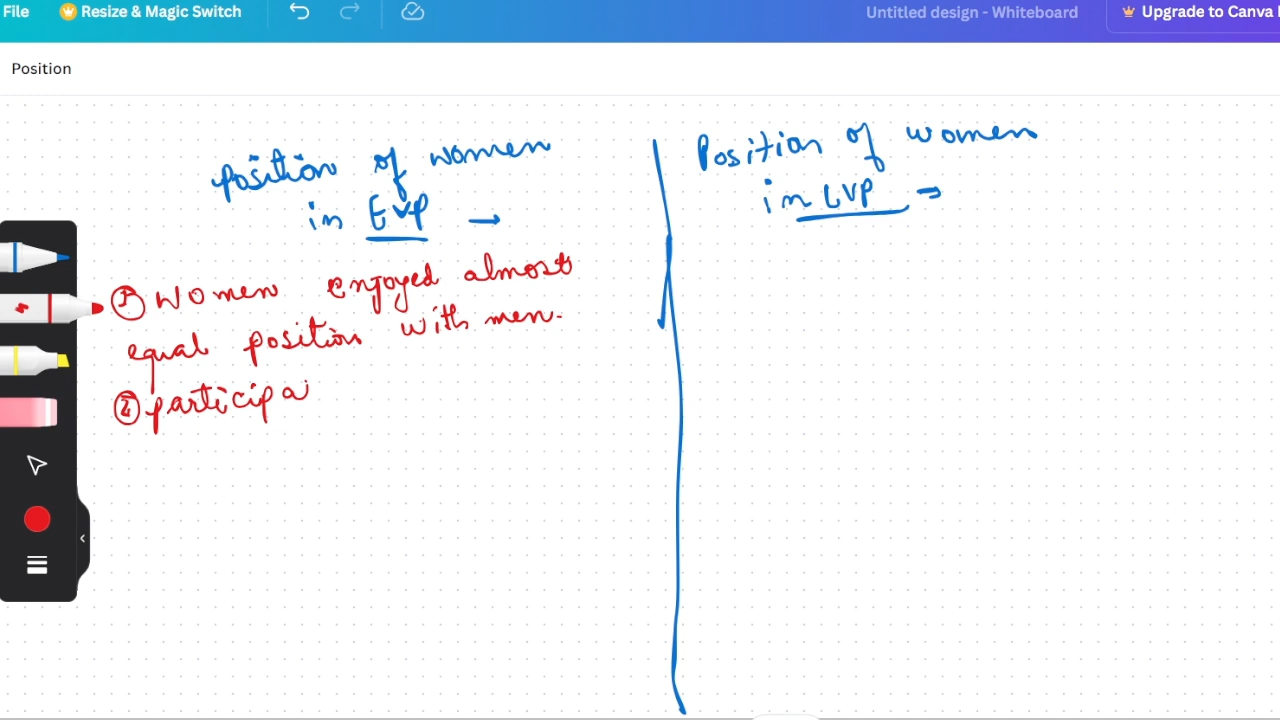 File Resize & Magic Switch Untitled design - Whiteboard Upgrade to Canva
Position
position of women
in EVP →
① Women enjoyed almost
equal position with men.
② participa
Position of women
in LVP →